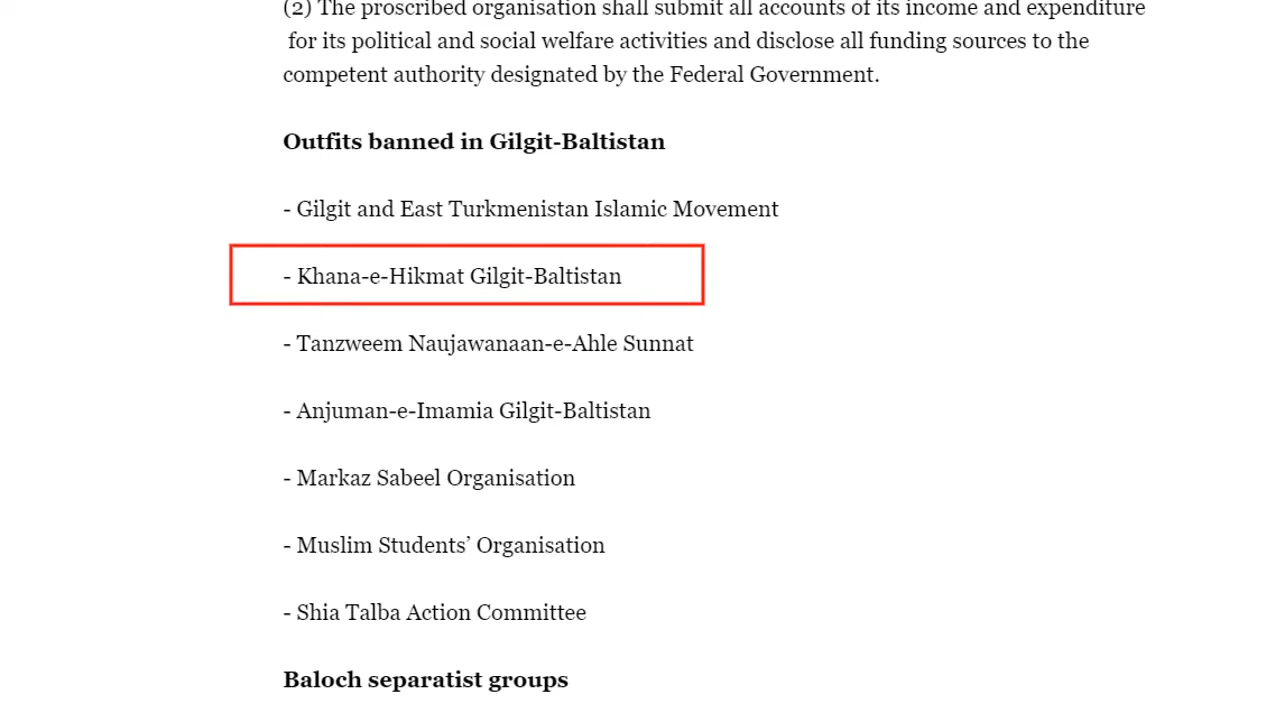 (2) The proscribed organisation shall submit all accounts of its income and expenditure
for its political and social welfare activities and disclose all funding sources to the
competent authority designated by the Federal Government.
Outfits banned in Gilgit-Baltistan
- Gilgit and East Turkmenistan Islamic Movement
- Khana-e-Hikmat Gilgit-Baltistan
- Tanzweem Naujawanaan-e-Ahle Sunnat
- Anjuman-e-Imamia Gilgit-Baltistan
- Markaz Sabeel Organisation
- Muslim Students’ Organisation
- Shia Talba Action Committee
Baloch separatist groups